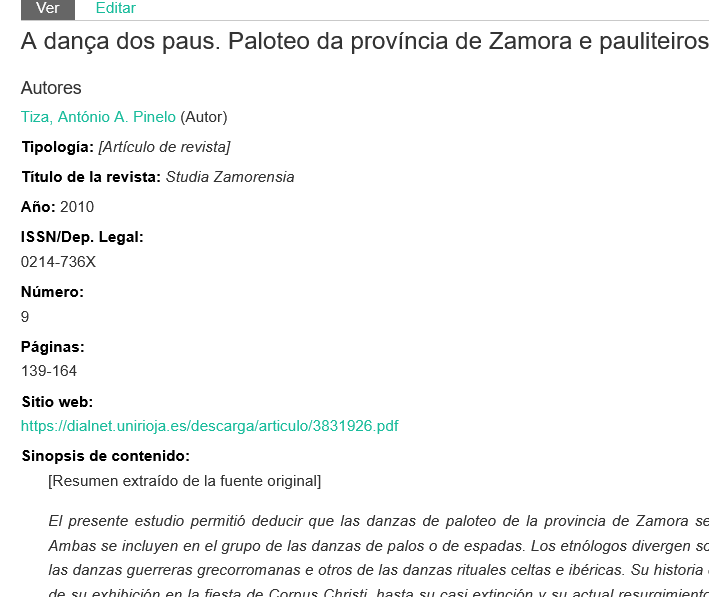 Ver Editar
A dança dos paus. Paloteo da província de Zamora e pauliteiros
Autores
Tiza, António A. Pinelo (Autor)
Tipología: [Artículo de revista]
Título de la revista: Studia Zamorensia
Año: 2010
ISSN/Dep. Legal:
0214-736X
Número:
9
Páginas:
139-164
Sitio web:
https://dialnet.unirioja.es/descarga/articulo/3831926.pdf
Sinopsis de contenido:
[Resumen extraído de la fuente original]
El presente estudio permitió deducir que las danzas de paloteo de la provincia de Zamora se
Ambas se incluyen en el grupo de las danzas de palos o de espadas. Los etnólogos divergen so
las danzas guerreras grecorromanas e otros de las danzas rituales celtas e ibéricas. Su historia
de su exhibición en la fiesta de Corpus Christi, hasta su casi extinción y su actual resurgimiento